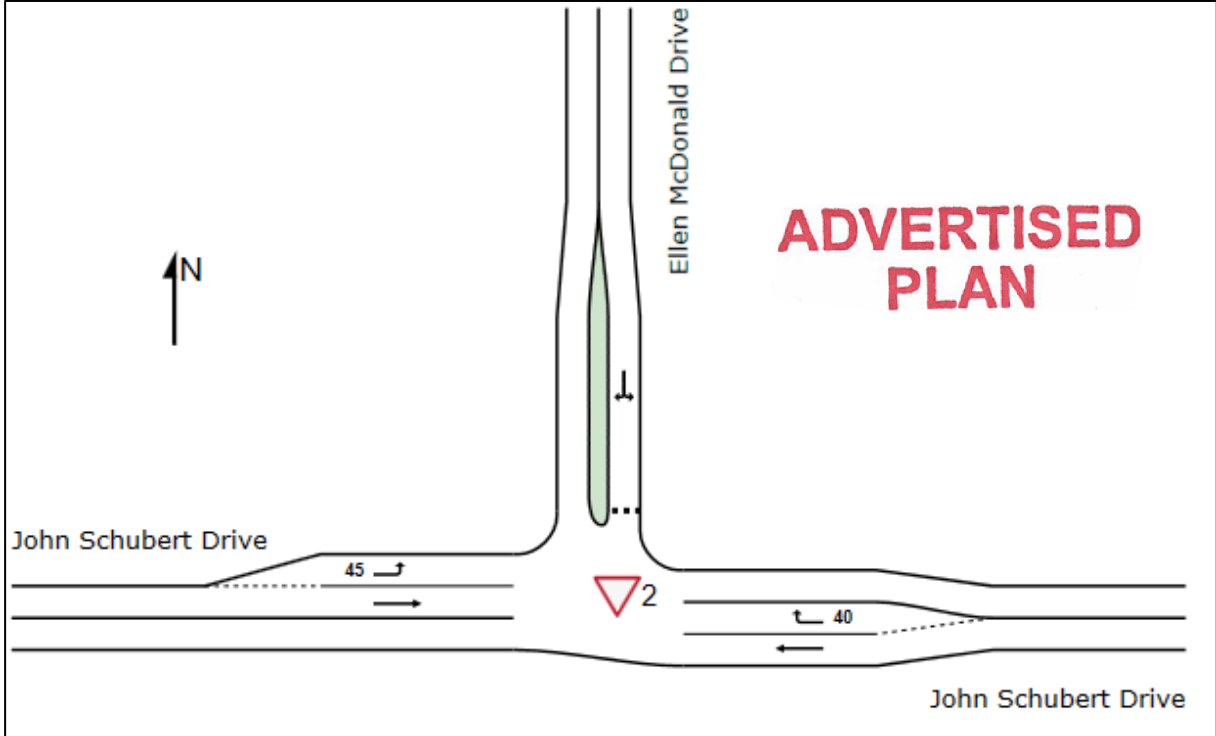 Ellen McDonald Drive
ADVERTISED
PLAN
N
John Schubert Drive
45
2
40
John Schubert Drive